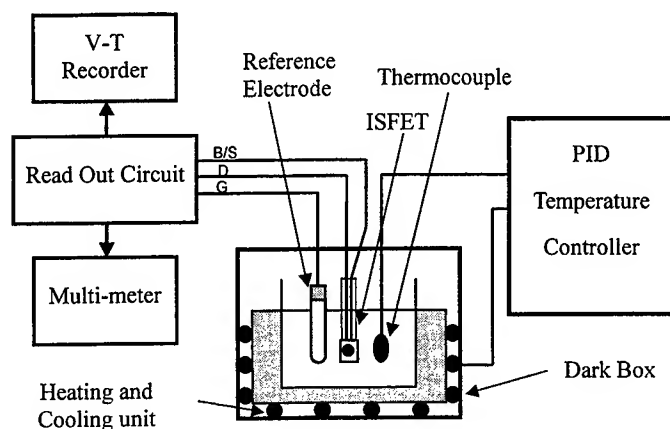 V-T
Recorder
Reference
Electrode
Thermocouple
ISFET
Read Out Circuit
B/S
D
G
PID
Temperature
Controller
Multi-meter
Heating and
Cooling unit
Dark Box